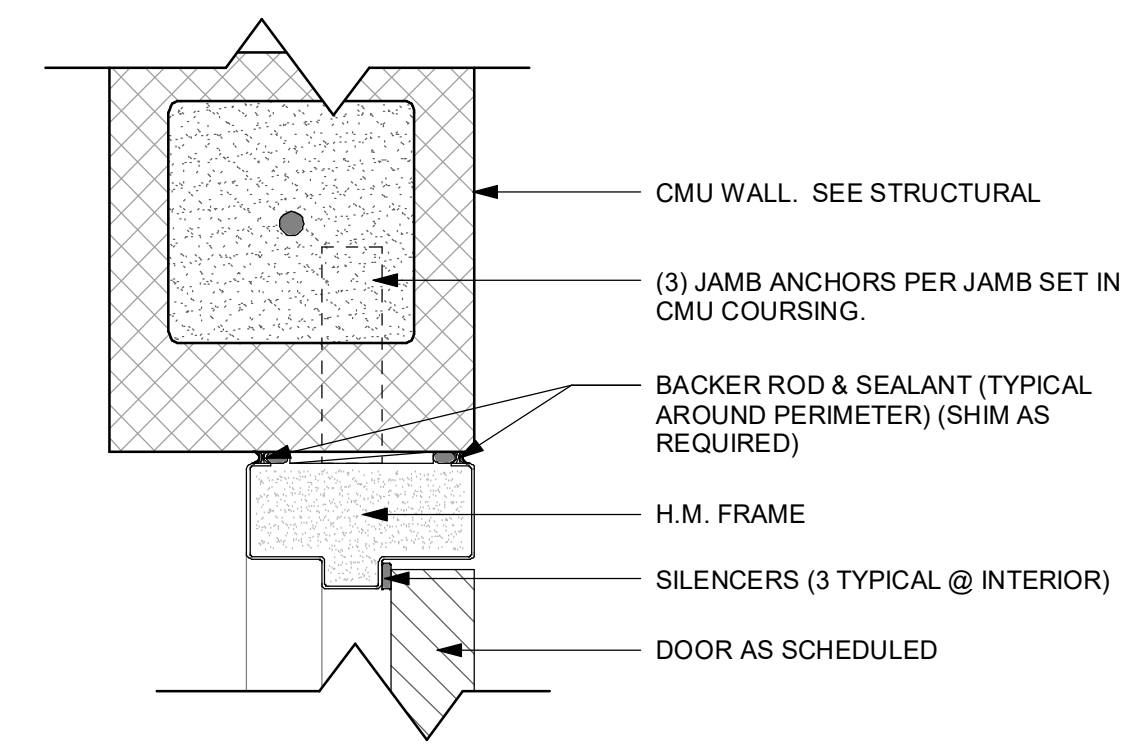 CMU WALL.  SEE STRUCTURAL
(3) JAMB ANCHORS PER JAMB SET IN
CMU COURSING.
BACKER ROD & SEALANT (TYPICAL
AROUND PERIMETER) (SHIM AS
REQUIRED)
H.M. FRAME
SILENCERS (3 TYPICAL @ INTERIOR)
DOOR AS SCHEDULED